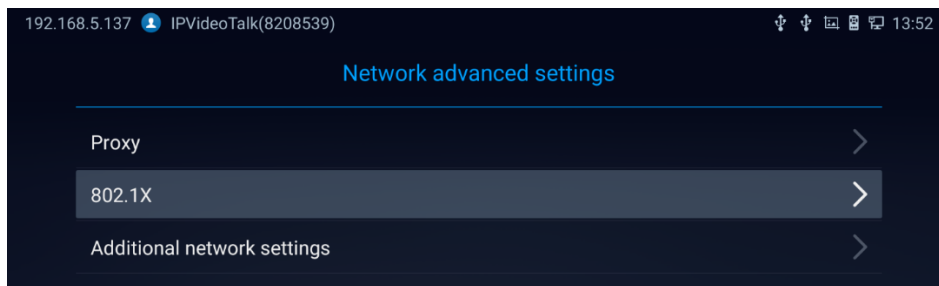 192.168.5.137 IPVideoTalk(8208539) 13:52
Network advanced settings
Proxy
802.1X
Additional network settings